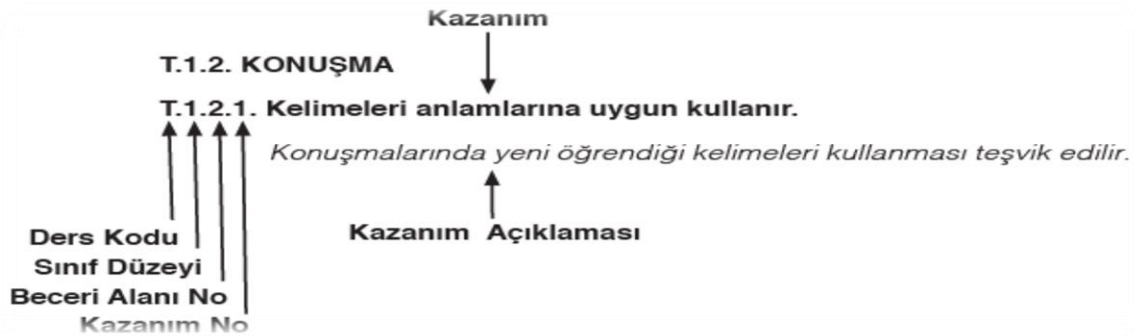 Kazanım
T.1.2. KONUŞMA
T.1.2.1. Kelimeleri anlamlarına uygun kullanır.
Konuşmalarında yeni öğrendiği kelimeleri kullanması teşvik edilir.
Ders Kodu
Kazanım Açıklaması
Sınıf Düzeyi
Beceri Alanı No
Kazanım No